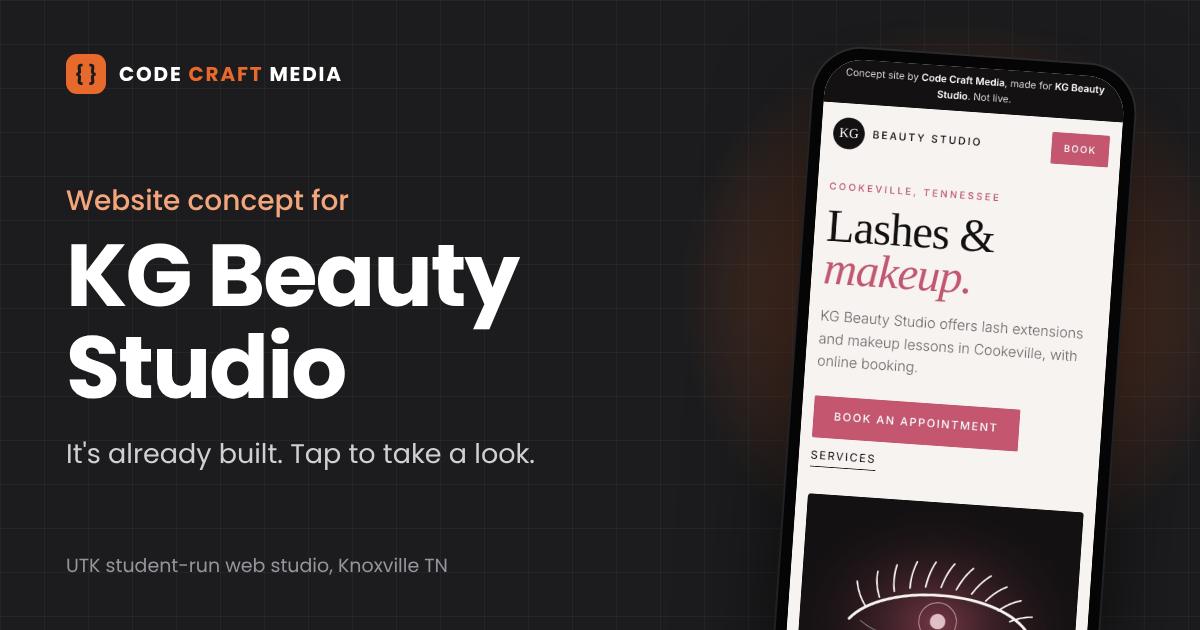 { } CODE CRAFT MEDIA
Website concept for
KG Beauty
Studio
It's already built. Tap to take a look.
UTK student-run web studio, Knoxville TN
Concept site by Code Craft Media, made for KG Beauty
Studio. Not live.
KG BEAUTY STUDIO
BOOK
COOKEVILLE, TENNESSEE
Lashes &
makeup.
KG Beauty Studio offers lash extensions
and makeup lessons in Cookeville, with
online booking.
BOOK AN APPOINTMENT
SERVICES